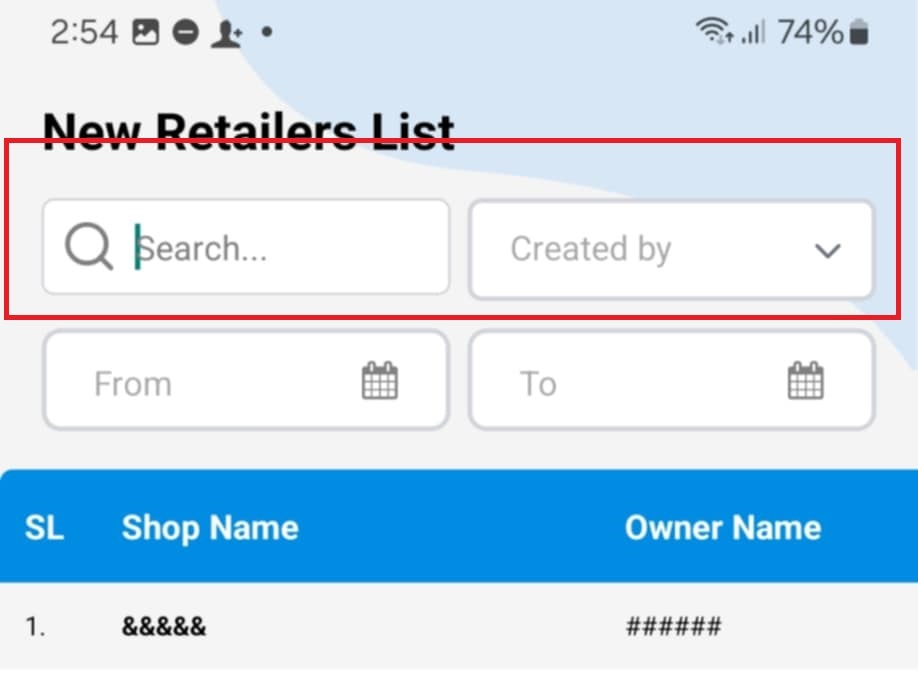 2:54 74%
New Retailers List
Search... Created by
From To
SL Shop Name Owner Name
1. &&&&& ######